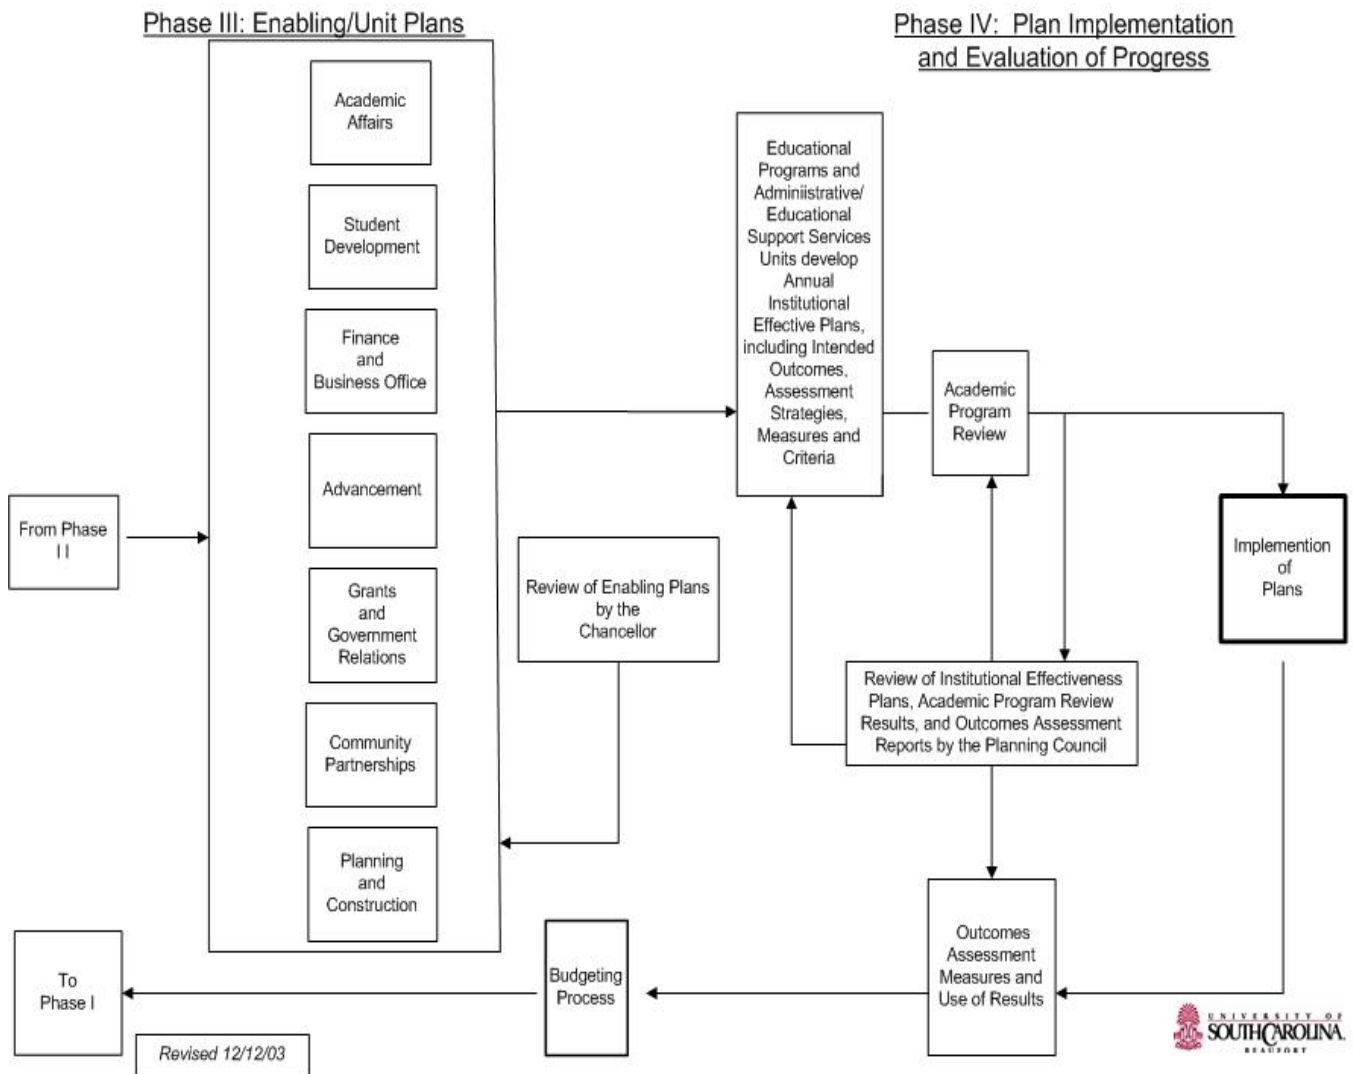 Phase III: Enabling/Unit Plans
Phase IV:  Plan Implementation
and Evaluation of Progress
Academic
Affairs
Student
Development
Finance
and
Business Office
Advancement
Grants
and
Government
Relations
Community
Partnerships
Planning
and
Construction
From Phase
I I
Review of Enabling Plans
by the
Chancellor
Educational
Programs and
Adminiistrative/
Educational
Support Services
Units develop
Annual
Institutional
Effective Plans,
including Intended
Outcomes,
Assessment
Strategies,
Measures and
Criteria
Academic
Program
Review
Implemention
of
Plans
Review of Institutional Effectiveness
Plans, Academic Program Review
Results, and Outcomes Assessment
Reports by the Planning Council
Outcomes
Assessment
Measures and
Use of Results
Budgeting
Process
To
Phase I
Revised 12/12/03
UNIVERSITY OF
SOUTH CAROLINA.
BEAUFORT